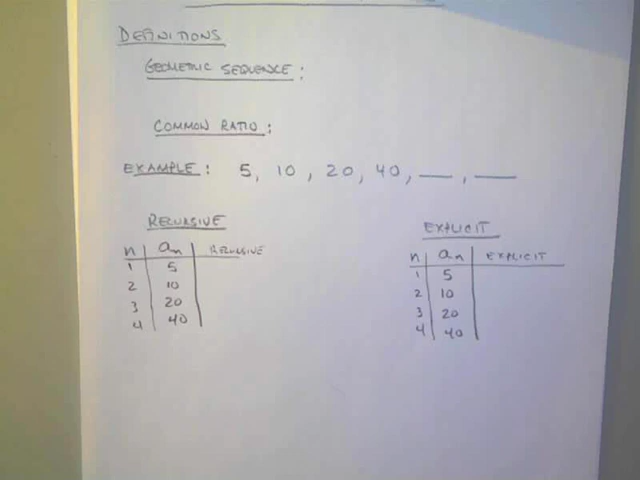 DEFINITIONS
GEOMETRIC SEQUENCE:
COMMON RATIO:
EXAMPLE: 5, 10, 20, 40, ___, ___
RECURSIVE
n an RECURSIVE
1 5
2 10
3 20
4 40
EXPLICIT
n an EXPLICIT
1 5
2 10
3 20
4 40